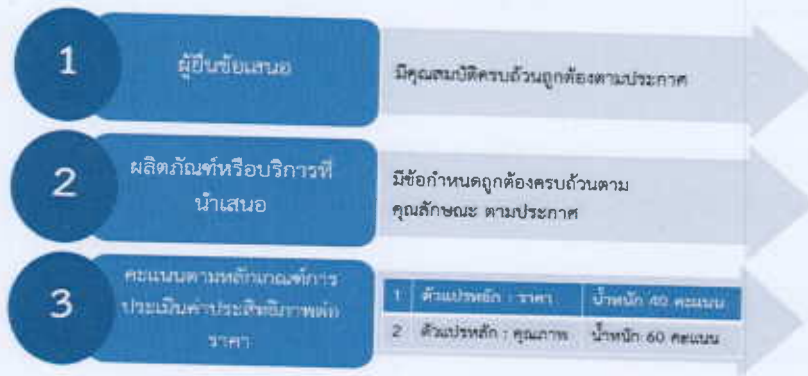 1
ผู้ยื่นข้อเสนอ
มีคุณสมบัติครบถ้วนถูกต้องตามประกาศ
2
ผลิตภัณฑ์หรือบริการที่
นำเสนอ
มีข้อกำหนดถูกต้องครบถ้วนตาม
คุณลักษณะ ตามประกาศ
3
คะแนนตามหลักเกณฑ์การ
ประเมินค่าประสิทธิภาพต่อ
ราคา
1 ตัวแปรหลัก : ราคา น้ำหนัก 40 คะแนน
2 ตัวแปรหลัก : คุณภาพ น้ำหนัก 60 คะแนน